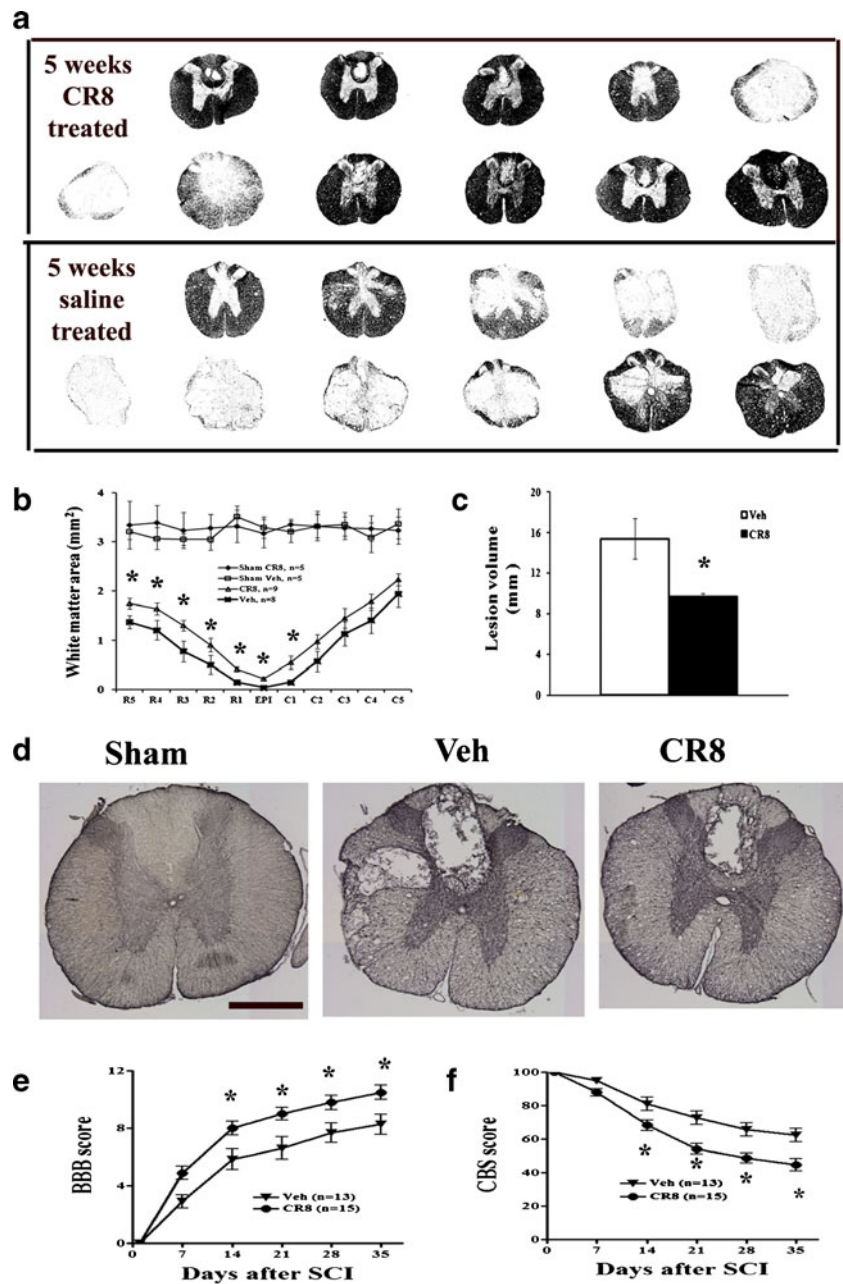 a
5 weeks
CR8
treated
5 weeks
saline
treated
b
White matter area (mm²)
4
3
2
1
0
Sham CR8, n=5
Sham Veh, n=5
CR8, n=9
Veh, n=8
* * * * * * *
R5 R4 R3 R2 R1 EPI C1 C2 C3 C4 C5
c
Lesion volume
(mm )
20
16
12
8
4
0
Veh
CR8
*
d
Sham Veh CR8
e
BBB score
12
8
4
0
* * * *
Veh (n=13)
CR8 (n=15)
0 7 14 21 28 35
Days after SCI
f
CBS score
100
80
60
40
20
0
* * * *
Veh (n=13)
CR8 (n=15)
0 7 14 21 28 35
Days after SCI